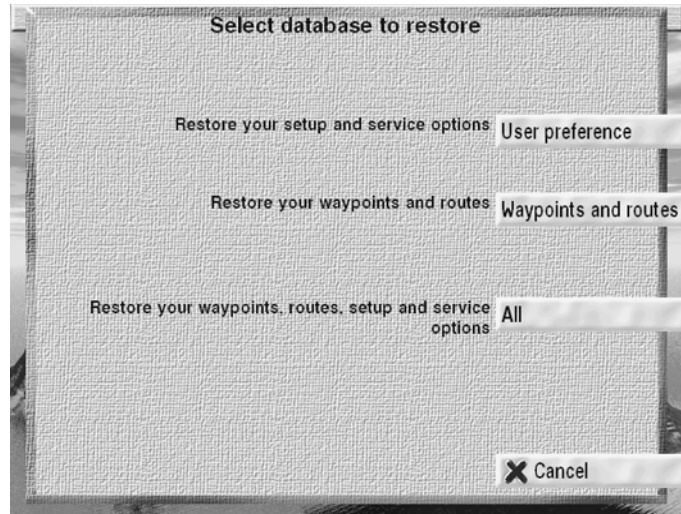 Select database to restore
Restore your setup and service options User preference
Restore your waypoints and routes Waypoints and routes
Restore your waypoints, routes, setup and service All
options
Cancel